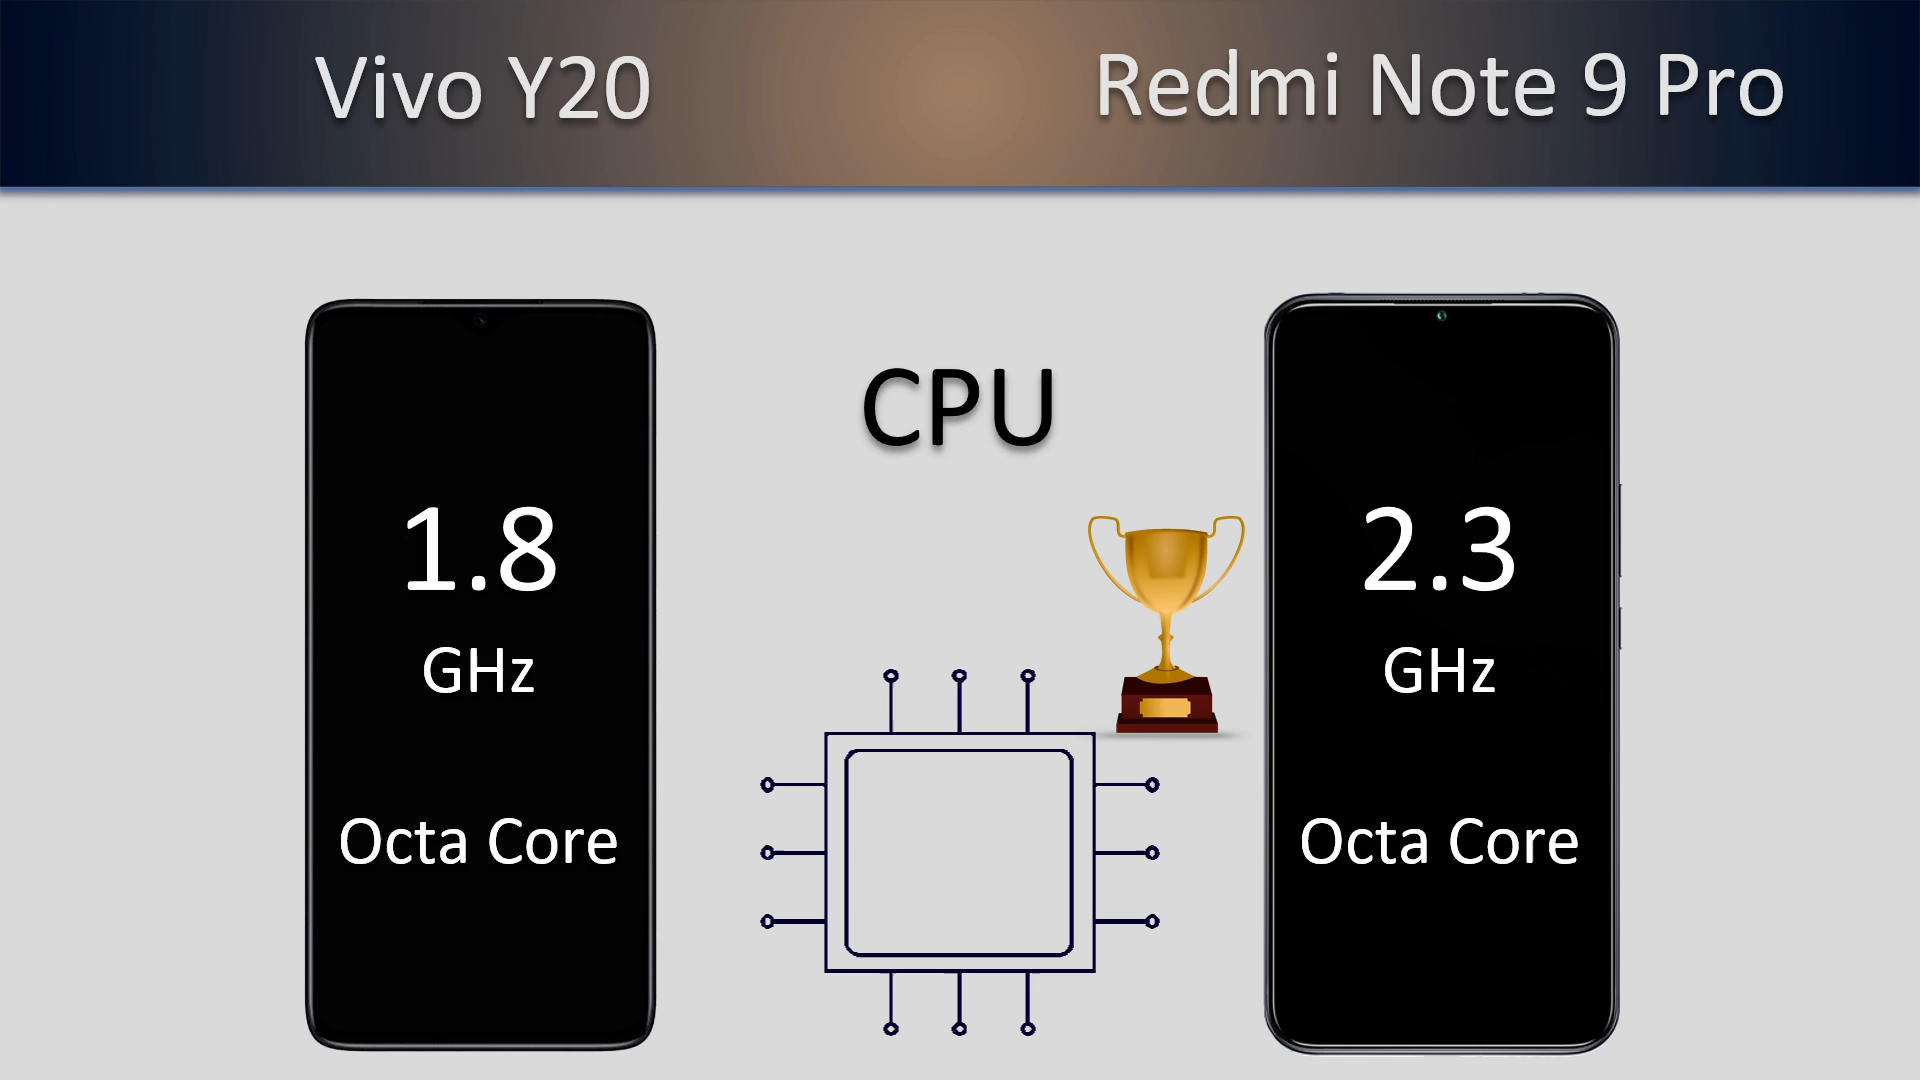 Vivo Y20
Redmi Note 9 Pro
CPU
1.8
GHz
Octa Core
2.3
GHz
Octa Core